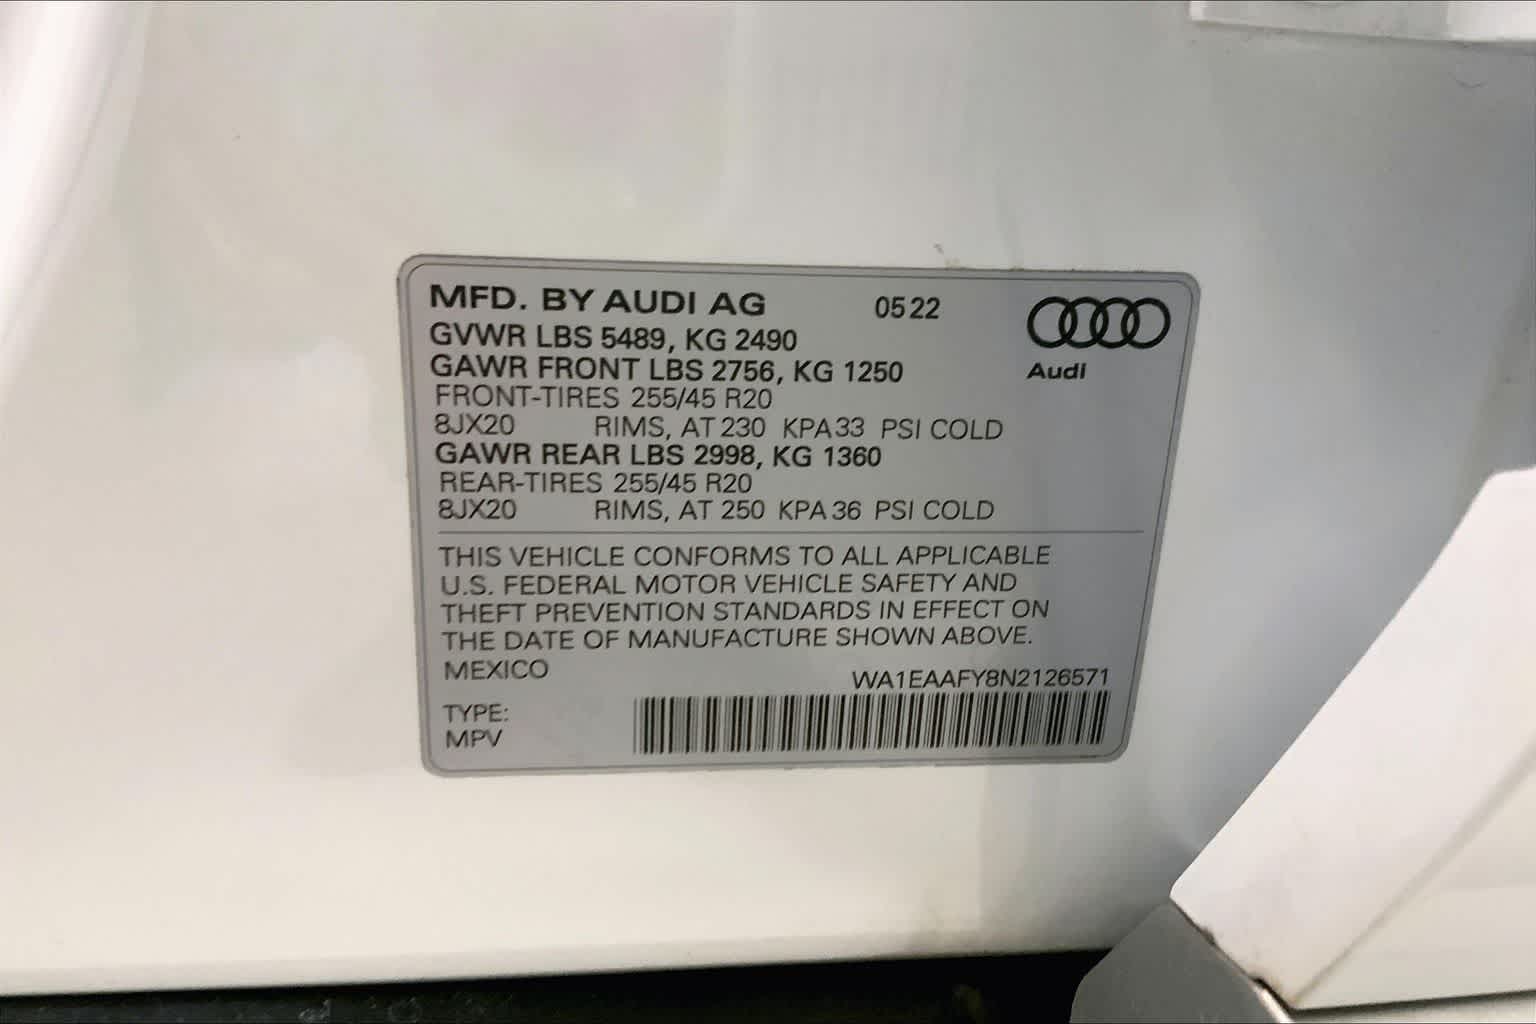 MFD. BY AUDI AG 05 22
GVWR LBS 5489, KG 2490
GAWR FRONT LBS 2756, KG 1250
Audi
FRONT-TIRES 255/45 R20
8JX20 RIMS, AT 230 KPA 33 PSI COLD
GAWR REAR LBS 2998, KG 1360
REAR-TIRES 255/45 R20
8JX20 RIMS, AT 250 KPA 36 PSI COLD
THIS VEHICLE CONFORMS TO ALL APPLICABLE
U.S. FEDERAL MOTOR VEHICLE SAFETY AND
THEFT PREVENTION STANDARDS IN EFFECT ON
THE DATE OF MANUFACTURE SHOWN ABOVE.
MEXICO
WA1EAAFY8N2126571
TYPE:
MPV